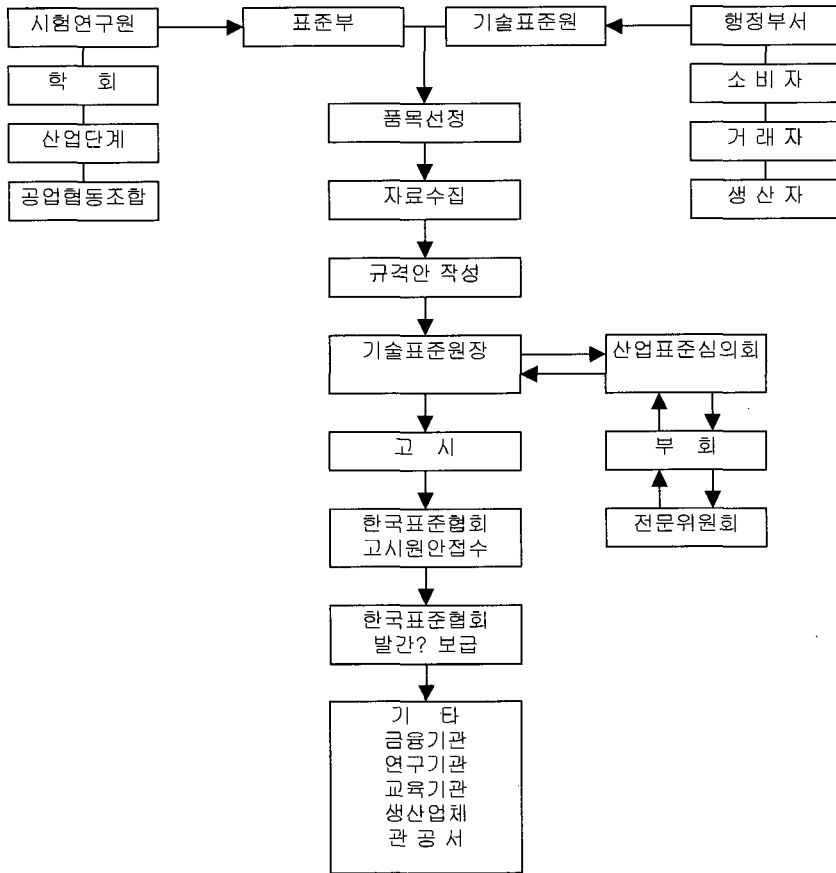 시험연구원
표준부
기술표준원
행정부서
학 회
소 비 자
산업단계
거 래 자
공업협동조합
생 산 자
품목선정
자료수집
규격안 작성
기술표준원장
산업표준심의회
고 시
부 회
한국표준협회
고시원안접수
전문위원회
한국표준협회
발간? 보급
기 타
금융기관
연구기관
교육기관
생산업체
관 공 서